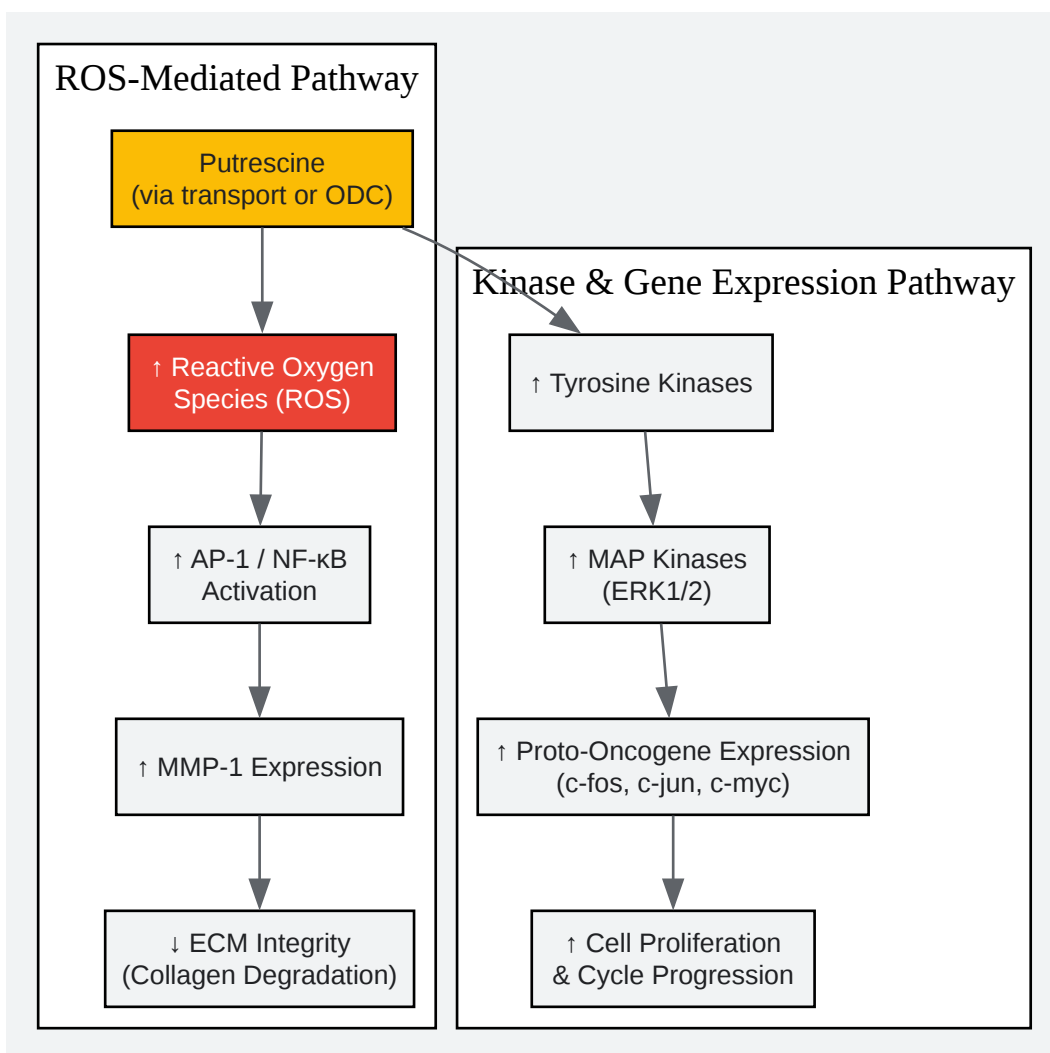 ROS-Mediated Pathway
Putrescine
(via transport or ODC)
↑ Reactive Oxygen
Species (ROS)
↑ AP-1 / NF-κB
Activation
↑ MMP-1 Expression
↓ ECM Integrity
(Collagen Degradation)
Kinase & Gene Expression Pathway
↑ Tyrosine Kinases
↑ MAP Kinases
(ERK1/2)
↑ Proto-Oncogene Expression
(c-fos, c-jun, c-myc)
↑ Cell Proliferation
& Cycle Progression